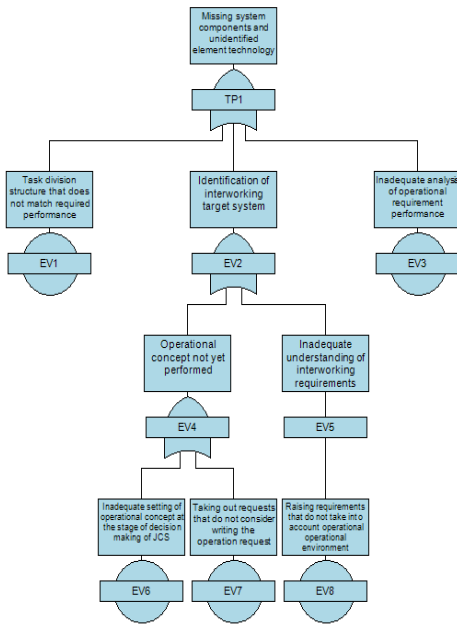 Missing system
components and
unidentified
element technology
TP1
Task division
structure that does
not match required
performance
EV1
Identification of
interworking
target system
EV2
Inadequate analys
of operational
requirement
performance
EV3
Operational
concept not yet
performed
EV4
Inadequate
understanding of
interworking
requirements
EV5
Inadequate setting of
operational concept at
the stage of decision
making of JCS
EV6
Taking out requests
that do not consider
writing the
operation request
EV7
Raising requirements
that do not take into
account operational
operational
environment
EV8